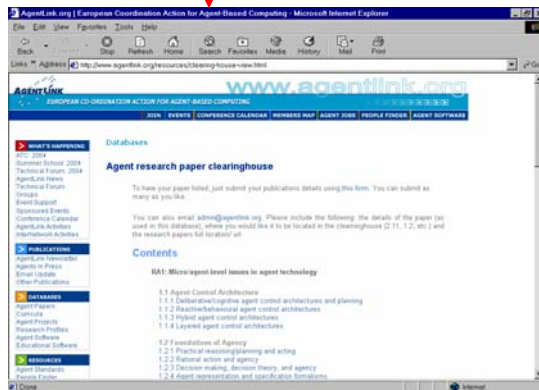 AgentLink.org | European Coordination Action for Agent-Based Computing - Microsoft Internet Explorer
File Edit View Favorites Tools Help
Back Stop Refresh Home Search Favorites Media History Mail Print
Links Address http://www.agentlink.org/resources/clearing-house-view.html Go
AGENTLINK
www.agentlink.org
EUROPEAN CO-ORDINATION ACTION FOR AGENT-BASED COMPUTING
JOIN EVENTS CONFERENCE CALENDAR MEMBERS MAP AGENT JOBS PEOPLE FINDER AGENT SOFTWARE
WHAT'S HAPPENING
ATC: 2004
Summer School: 2004
Technical Forum: 2004
AgentLink News
Technical Forum
Groups
Event Support
Sponsored Events
Conference Calendar
AgentLink Activities
InterNetwork Activities
PUBLICATIONS
AgentLink Newsletter
Agents in Press
Email Update
Other Publications
DATABASES
Agent Papers
Curricula
Agent Projects
Research Profiles
Agent Software
Educational Software
RESOURCES
Agent Standards
People Finder
Databases
Agent research paper clearinghouse
To have your paper listed, just submit your publications details using this form. You can submit as
many as you like.
You can also email admin@agentlink.org. Please include the following: the details of the paper (as
used in this database), where you would like it to be located in the clearinghouse (2.11, 1.2, etc.) and
the research papers full location/ url
Contents
RA1: Micro/agent-level issues in agent technology
1.1 Agent Control Architecture
1.1.1 Deliberative/cognitive agent control architectures and planning
1.1.2 Reactive/behavioural agent control architectures
1.1.3 Hybrid agent control architectures
1.1.4 Layered agent control architectures
1.2 Foundations of Agency
1.2.1 Practical reasoning/planning and acting
1.2.2 Rational action and agency
1.2.3 Decision making, decision theory, and agency
1.2.4 Agent representation and specification formalisms
Done Internet